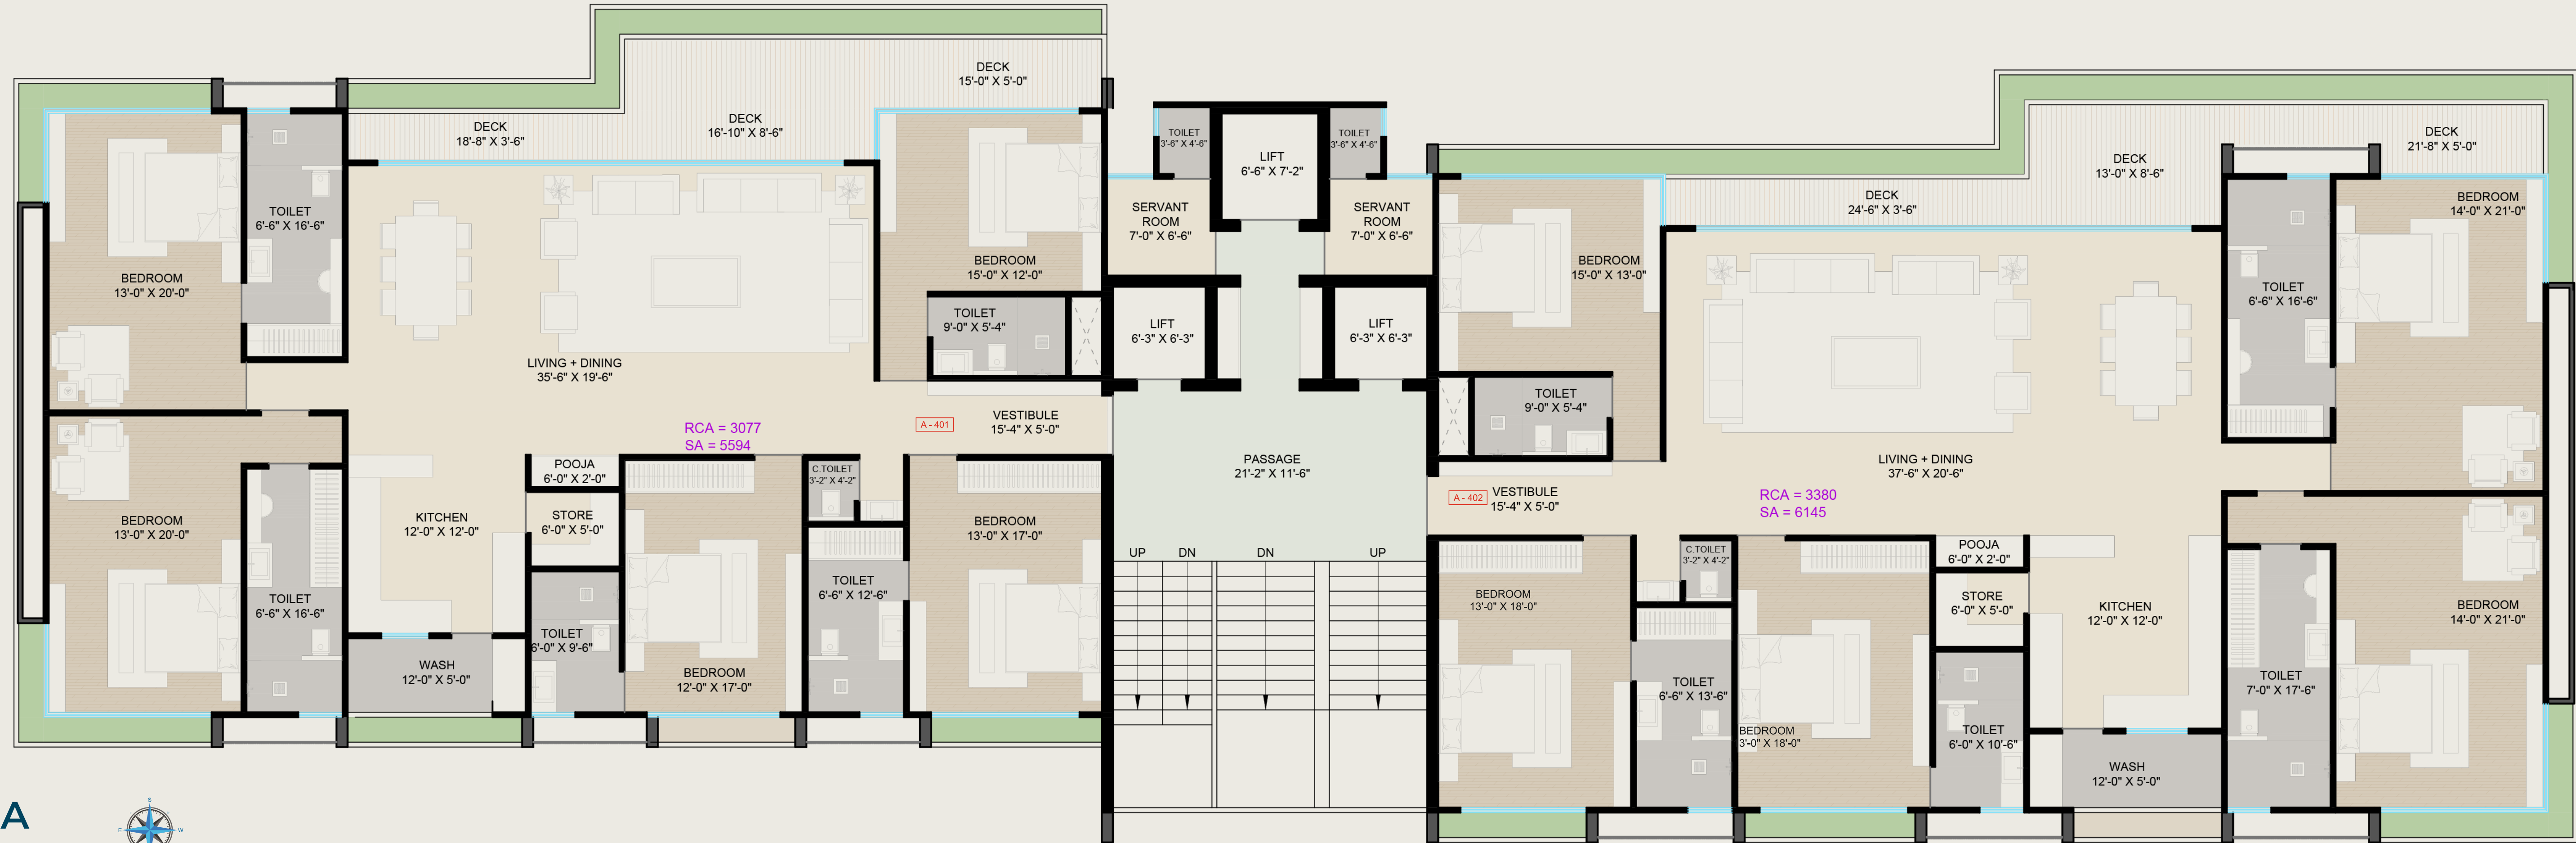 DECK
15'-0" X 5'-0"
DECK
16'-10" X 8'-6"
DECK
18'-8" X 3'-6"
TOILET
6'-6" X 16'-6"
BEDROOM
13'-0" X 20'-0"
BEDROOM
15'-0" X 12'-0"
TOILET
9'-0" X 5'-4"
LIVING + DINING
35'-6" X 19'-6"
RCA = 3077
SA = 5594
A - 401
VESTIBULE
15'-4" X 5'-0"
POOJA
6'-0" X 2'-0"
C.TOILET
3'-2" X 4'-2"
BEDROOM
13'-0" X 20'-0"
KITCHEN
12'-0" X 12'-0"
STORE
6'-0" X 5'-0"
BEDROOM
13'-0" X 17'-0"
TOILET
6'-6" X 12'-6"
TOILET
6'-6" X 16'-6"
TOILET
6'-0" X 9'-6"
WASH
12'-0" X 5'-0"
BEDROOM
12'-0" X 17'-0"
TOILET
3'-6" X 4'-6"
LIFT
6'-6" X 7'-2"
TOILET
3'-6" X 4'-6"
SERVANT
ROOM
7'-0" X 6'-6"
SERVANT
ROOM
7'-0" X 6'-6"
LIFT
6'-3" X 6'-3"
LIFT
6'-3" X 6'-3"
PASSAGE
21'-2" X 11'-6"
UP
DN
DN
UP
DECK
21'-8" X 5'-0"
DECK
13'-0" X 8'-6"
DECK
24'-6" X 3'-6"
BEDROOM
14'-0" X 21'-0"
BEDROOM
15'-0" X 13'-0"
TOILET
6'-6" X 16'-6"
TOILET
9'-0" X 5'-4"
LIVING + DINING
37'-6" X 20'-6"
A - 402
VESTIBULE
15'-4" X 5'-0"
RCA = 3380
SA = 6145
C.TOILET
3'-2" X 4'-2"
POOJA
6'-0" X 2'-0"
BEDROOM
13'-0" X 18'-0"
STORE
6'-0" X 5'-0"
KITCHEN
12'-0" X 12'-0"
BEDROOM
14'-0" X 21'-0"
TOILET
6'-6" X 13'-6"
TOILET
7'-0" X 17'-6"
BEDROOM
3'-0" X 18'-0"
TOILET
6'-0" X 10'-6"
WASH
12'-0" X 5'-0"
A
S
E
W